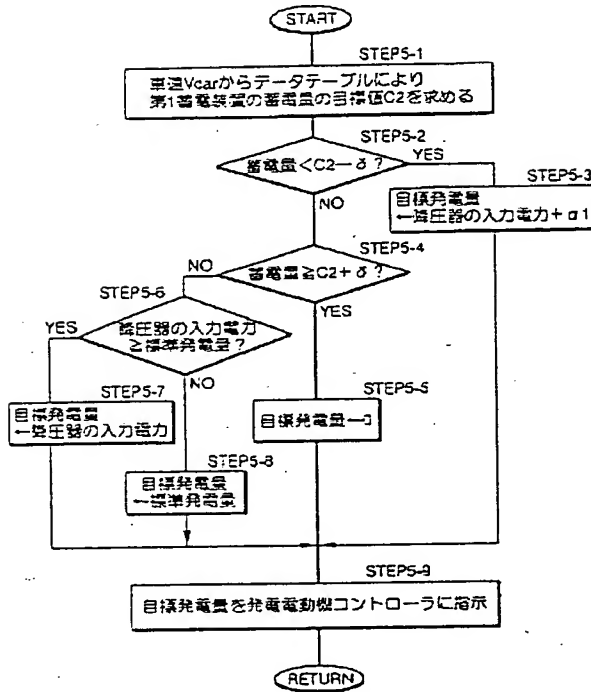 START
STEP5-1
車速Vcarからデータテーブルにより
第1蓄電装置の蓄電量の目標値C2を求める
STEP5-2
蓄電量<C2-δ?
YES
NO
STEP5-3
目標発電量
←降圧器の入力電力+α1
STEP5-4
蓄電量≧C2+δ?
NO
YES
STEP5-6
降圧器の入力電力
≧標準発電量?
YES
NO
STEP5-7
目標発電量
←降圧器の入力電力
STEP5-5
目標発電量←0
STEP5-8
目標発電量
←標準発電量
STEP5-9
目標発電量を発電電動機コントローラに指示
RETURN